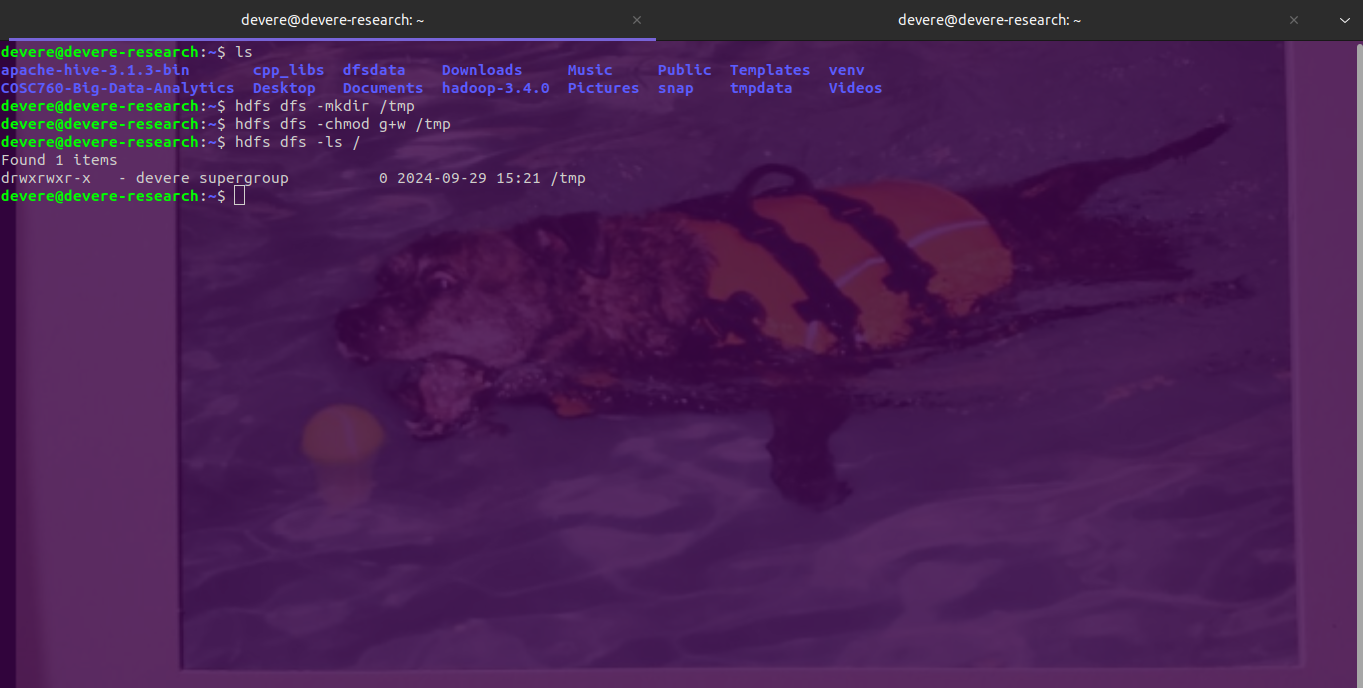 devere@devere-research: ~ × devere@devere-research: ~ ×
devere@devere-research:~$ ls
apache-hive-3.1.3-bin cpp_libs dfsdata Downloads Music Public Templates venv
COSC760-Big-Data-Analytics Desktop Documents hadoop-3.4.0 Pictures snap tmpdata Videos
devere@devere-research:~$ hdfs dfs -mkdir /tmp
devere@devere-research:~$ hdfs dfs -chmod g+w /tmp
devere@devere-research:~$ hdfs dfs -ls /
Found 1 items
drwxrwxr-x - devere supergroup 0 2024-09-29 15:21 /tmp
devere@devere-research:~$